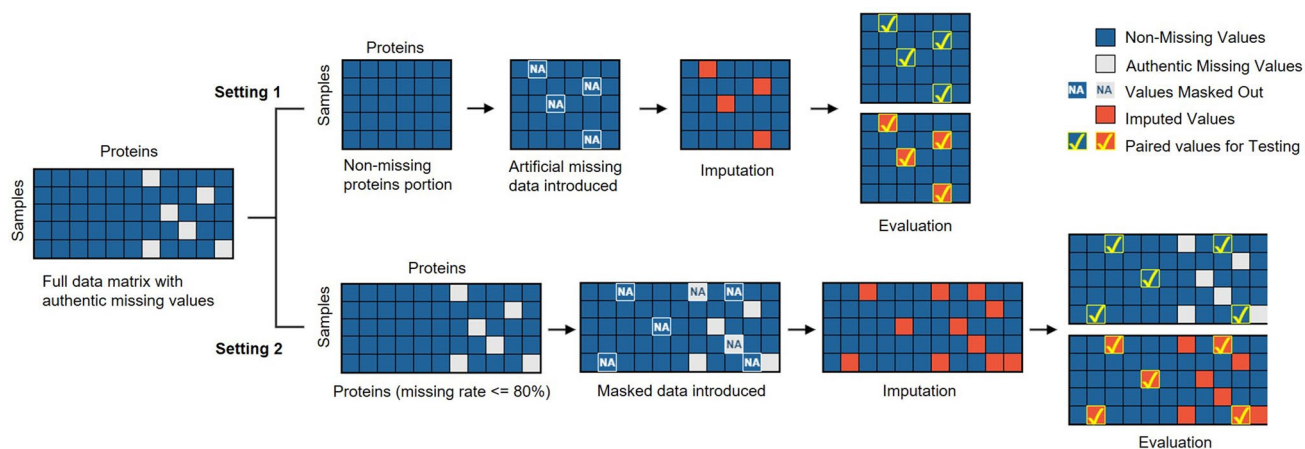 Proteins
Samples
Full data matrix with
authentic missing values
Setting 1
Proteins
Samples
Non-missing
proteins portion
NA
NA
NA
NA
Artificial missing
data introduced
Imputation
Evaluation
Setting 2
Proteins
Samples
Proteins (missing rate <= 80%)
NA NA NA
NA
NA
NA NA
Masked data introduced
Imputation
Evaluation
Non-Missing Values
Authentic Missing Values
NA NA Values Masked Out
Imputed Values
Paired values for Testing